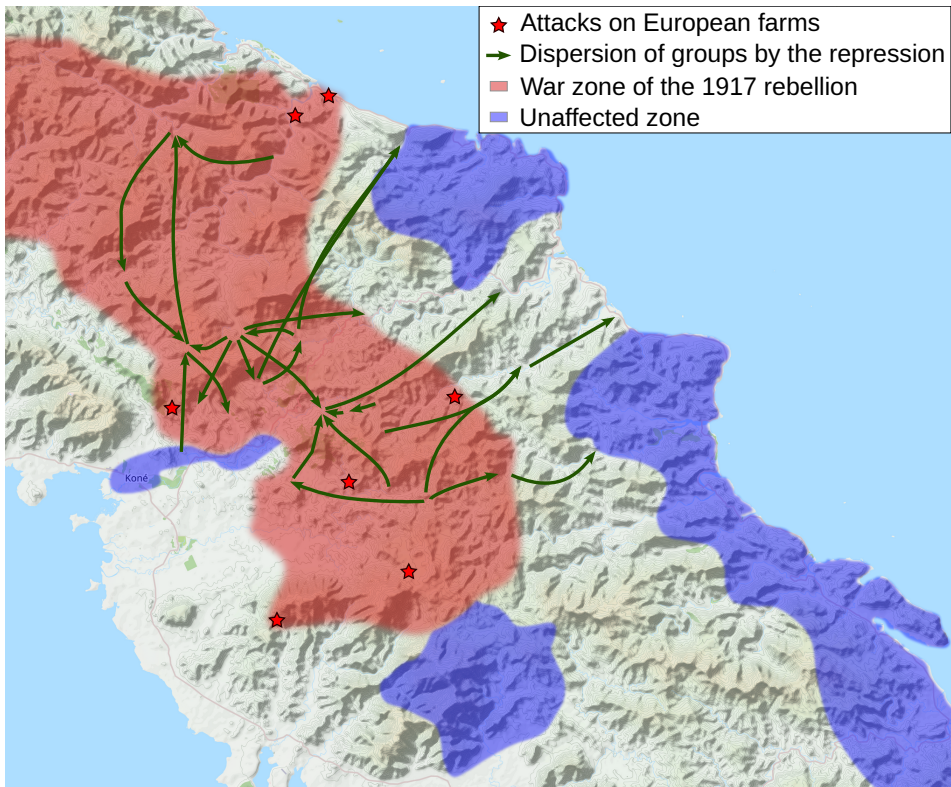 Attacks on European farms
Dispersion of groups by the repression
War zone of the 1917 rebellion
Unaffected zone
Koné